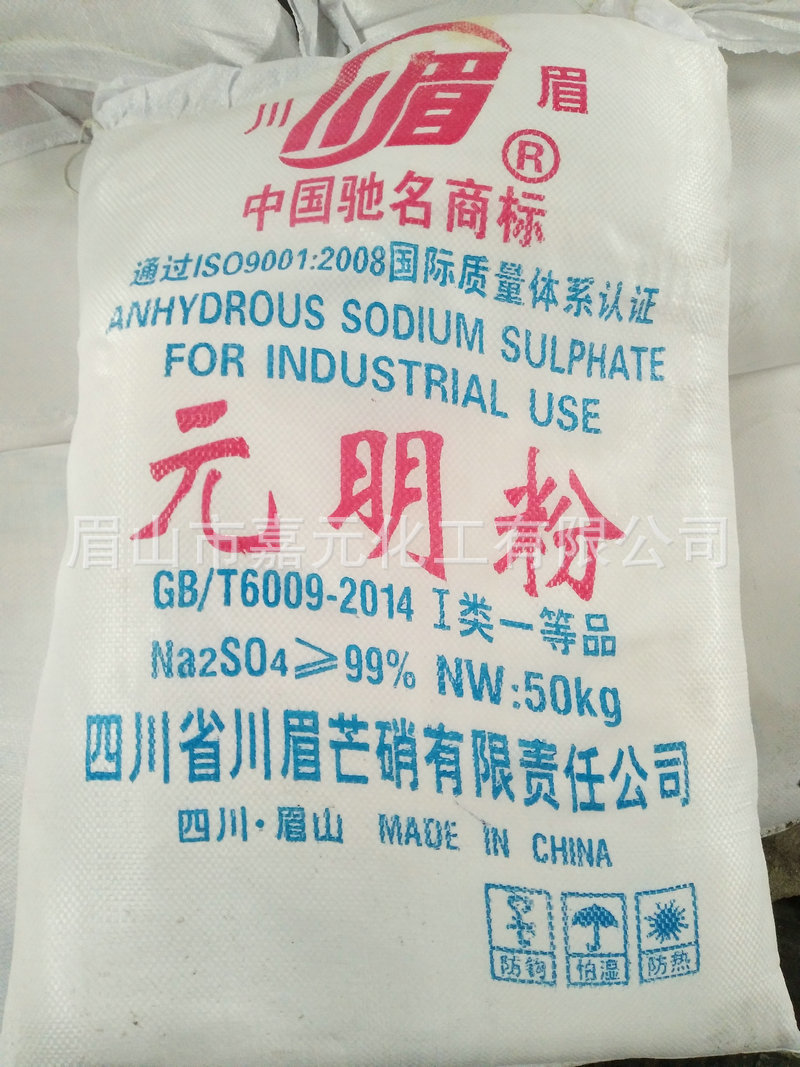 川 川眉 眉
®
中国驰名商标
通过ISO9001:2008国际质量体系认证
ANHYDROUS SODIUM SULPHATE
FOR INDUSTRIAL USE
元明粉
眉山市嘉元化工有限公司
GB/T6009-2014 I类一等品
Na2SO4≥99% NW:50kg
四川省川眉芒硝有限责任公司
四川·眉山 MADE IN CHINA
防钩 怕湿 防热